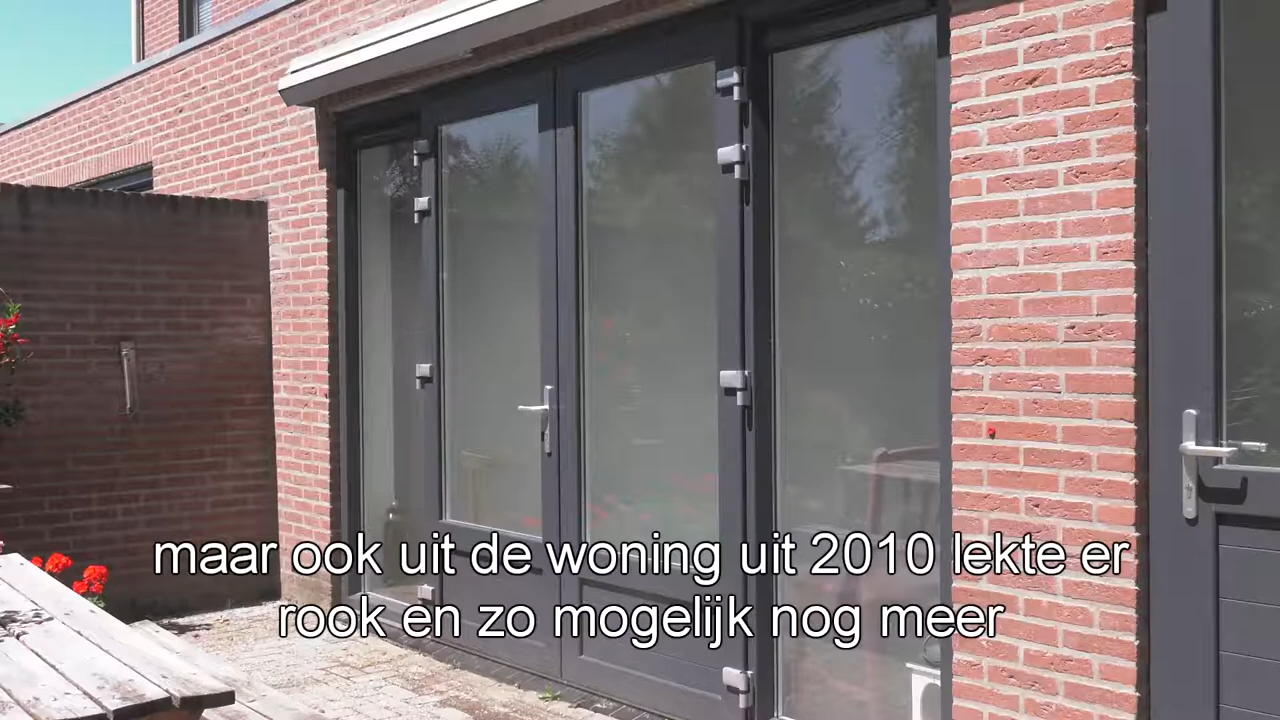 maar ook uit de woning uit 2010 lekte er
rook en zo mogelijk nog meer